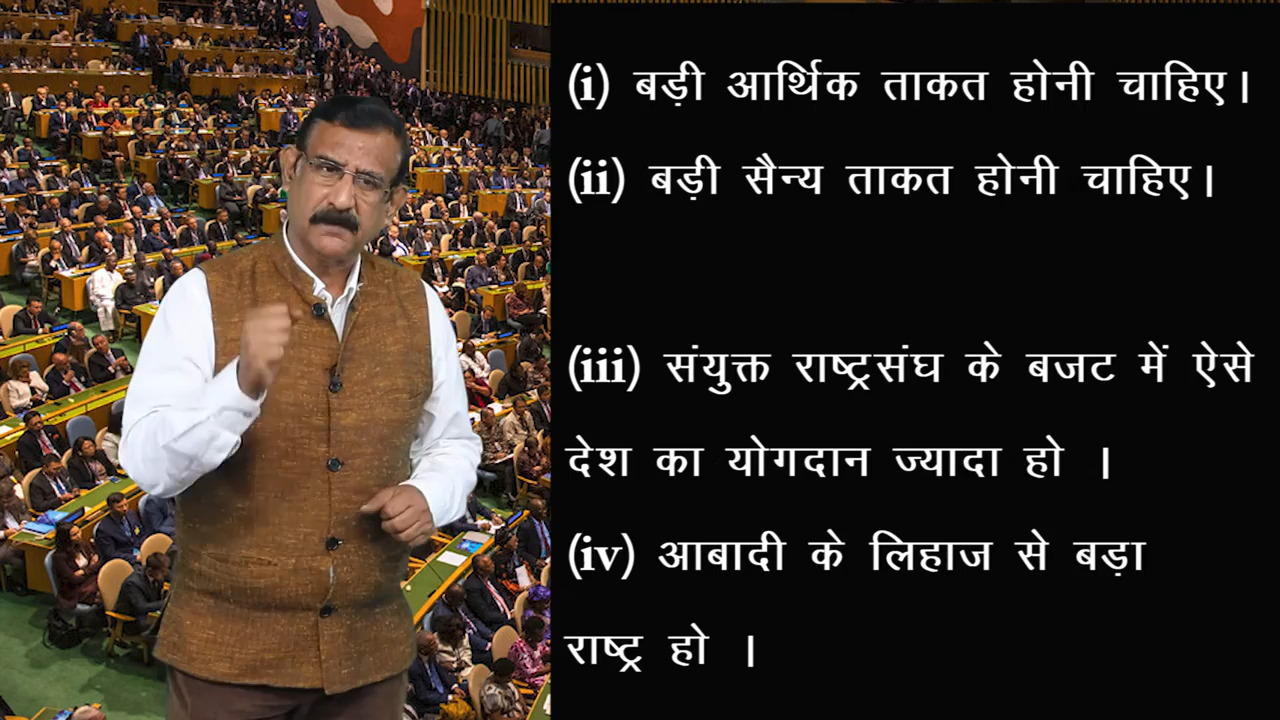 (i) बड़ी आर्थिक ताकत होनी चाहिए।
(ii) बड़ी सैन्य ताकत होनी चाहिए।
(iii) संयुक्त राष्ट्रसंघ के बजट में ऐसे
देश का योगदान ज्यादा हो ।
(iv) आबादी के लिहाज से बड़ा
राष्ट्र हो ।